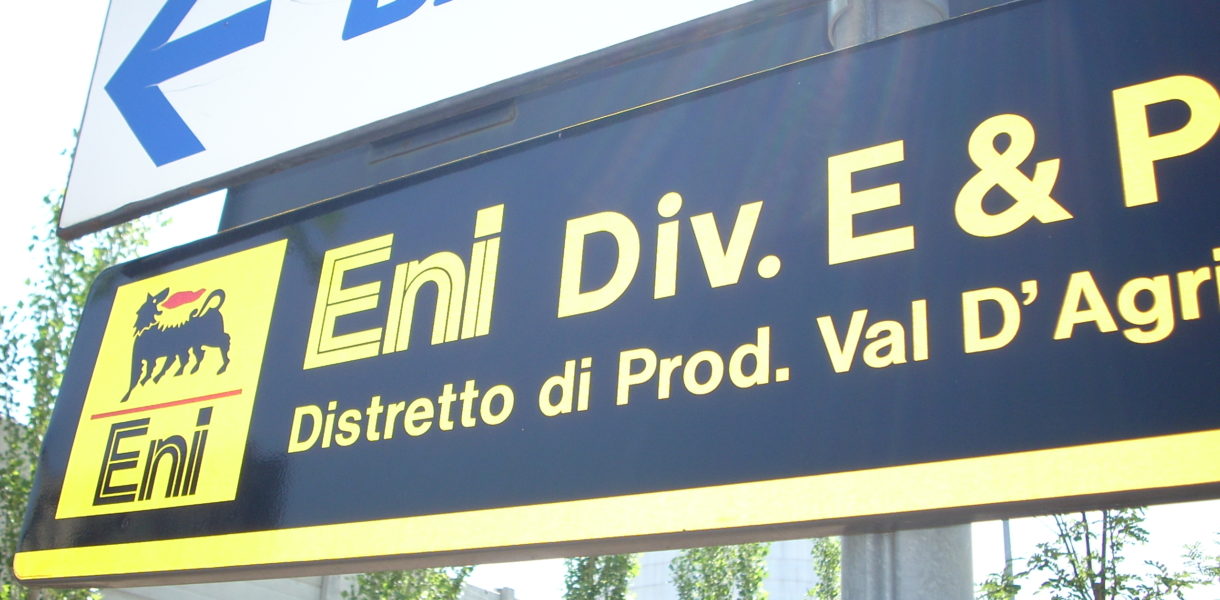 Eni Div. E & P
Distretto di Prod. Val D'Agri
Eni